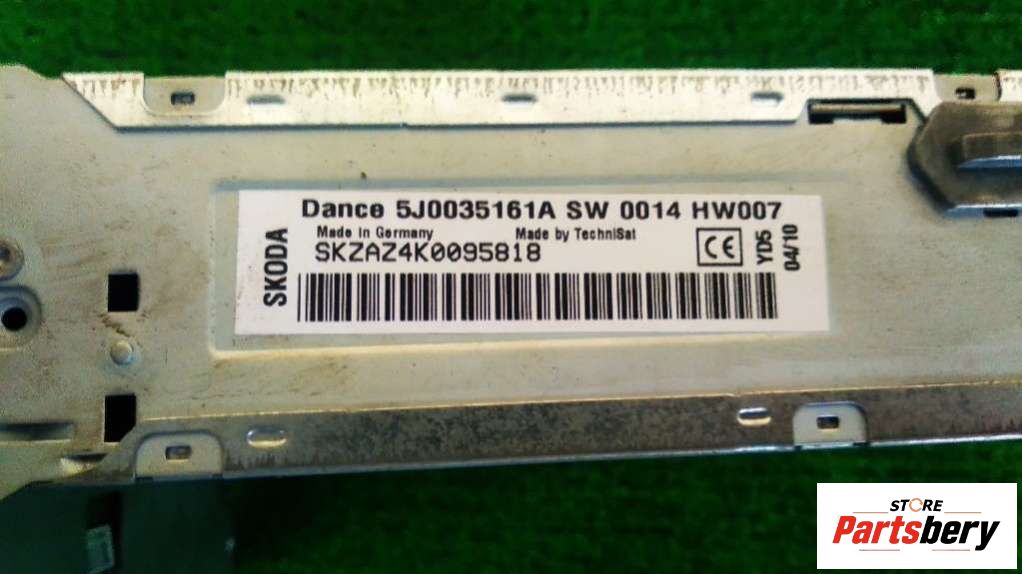 Dance 5J0035161A SW 0014 HW007
Made in Germany Made by TechniSat
SKZAZ4K0095818
SKODA
CE
YD5
04/10
STORE
Partsbery